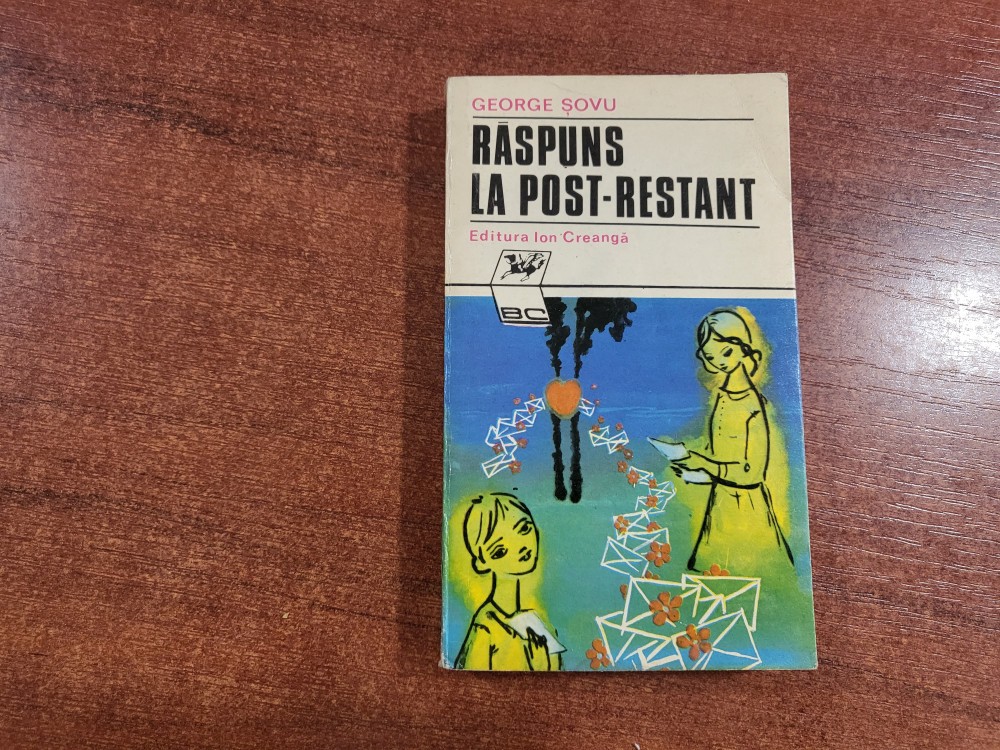 GEORGE ȘOVU
RĂSPUNS
LA POST-RESTANT
Editura Ion Creangă
BC